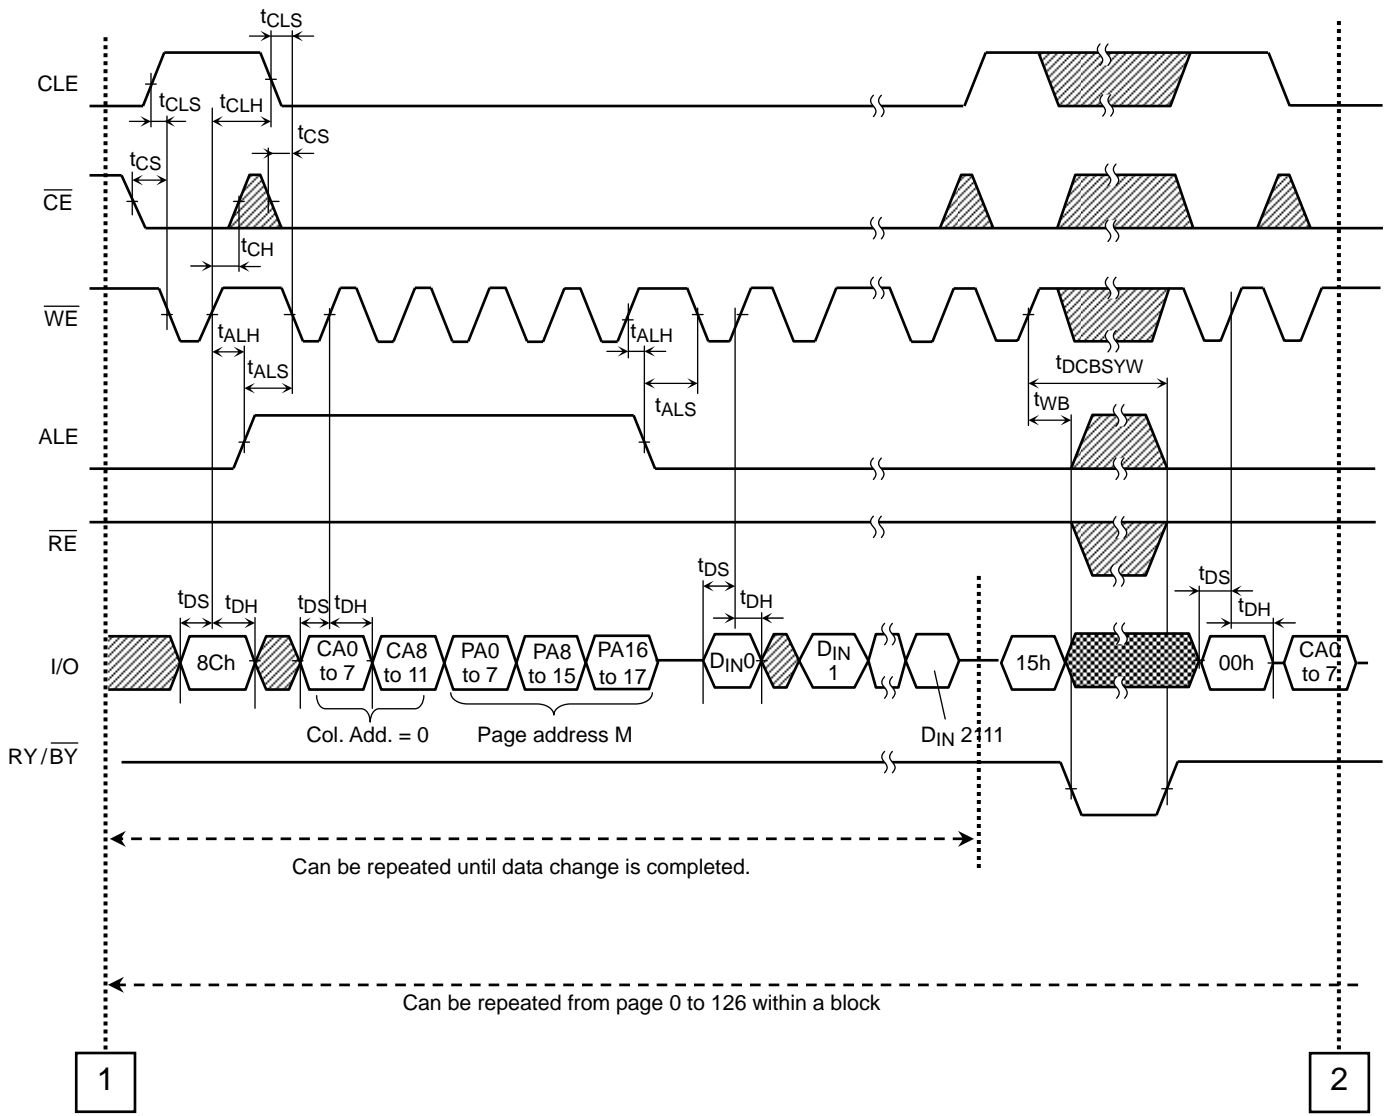 tCLS
CLE
tCLS tCLH
tCS
tCS
CE
tCH
WE
tALH tALH
tDCBSYW
tALS
tWB
tALS
ALE
RE
tDS tDS
tDS tDH tDS tDH tDH tDH
I/O 8Ch CA0 to 7 CA8 to 11 PA0 to 7 PA8 to 15 PA16 to 17 DIN0 DIN 1 15h 00h CA0 to 7
Col. Add. = 0 Page address M DIN 2111
RY/BY
Can be repeated until data change is completed.
Can be repeated from page 0 to 126 within a block
1 2